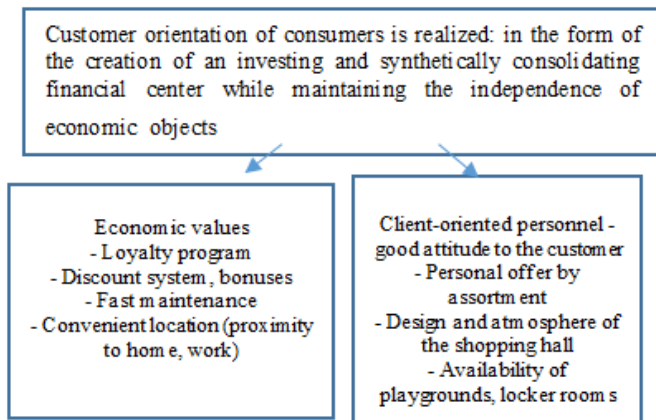 Customer orientation of consumers is realized: in the form of
the creation of an investing and synthetically consolidating
financial center while maintaining the independence of
economic objects
Economic values
- Loyalty program
- Discount system, bonuses
- Fast maintenance
- Convenient location (proximity
to home, work)
Client-oriented personnel -
good attitude to the customer
- Personal offer by
assortment
- Design and atmosphere of
the shopping hall
- Availability of
playgrounds, locker rooms